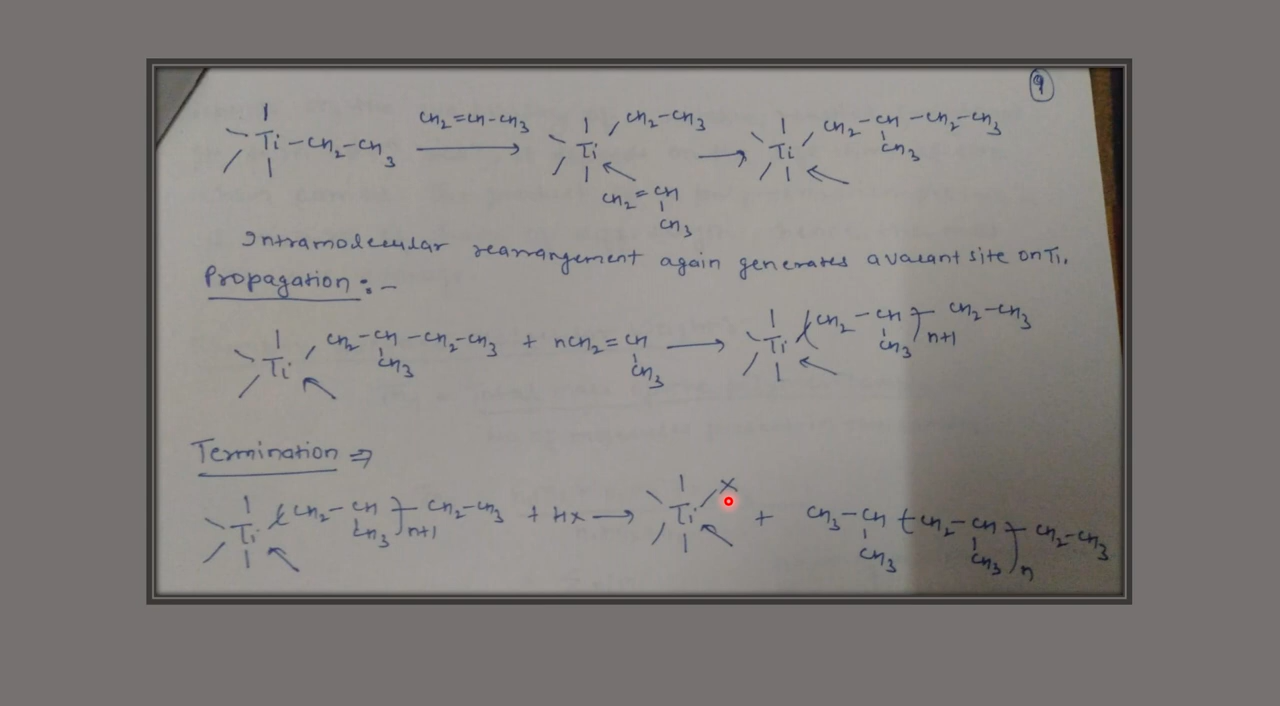 9
Ti-CH2-CH3 CH2=CH-CH3 → Ti CH2-CH3 → Ti CH2-CH-CH2-CH3
CH3
CH2=CH
CH3
Intramolecular rearrangement again generates a vacant site on Ti.
Propagation :-
Ti CH2-CH-CH2-CH3 + nCH2=CH → Ti (CH2-CH)n+1 CH2-CH3
CH3 CH3 CH3
Termination ⇒
Ti (CH2-CH)n+1 CH2-CH3 + HX → Ti X + CH3-CH (CH2-CH)n CH2-CH3
CH3 CH3 CH3